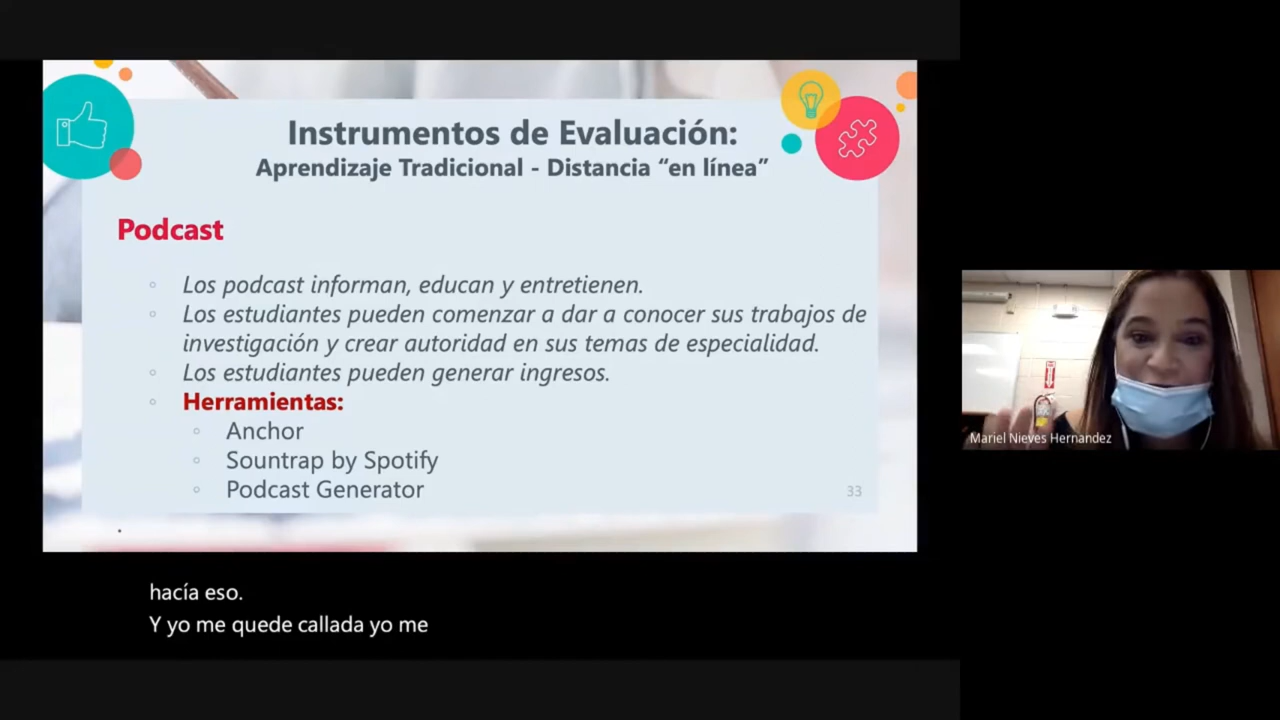 Instrumentos de Evaluación:
Aprendizaje Tradicional - Distancia “en línea”
Podcast
Los podcast informan, educan y entretienen.
Los estudiantes pueden comenzar a dar a conocer sus trabajos de
investigación y crear autoridad en sus temas de especialidad.
Los estudiantes pueden generar ingresos.
Herramientas:
Anchor
Sountrap by Spotify
Podcast Generator
33
hacía eso.
Y yo me quede callada yo me
Mariel Nieves Hernandez